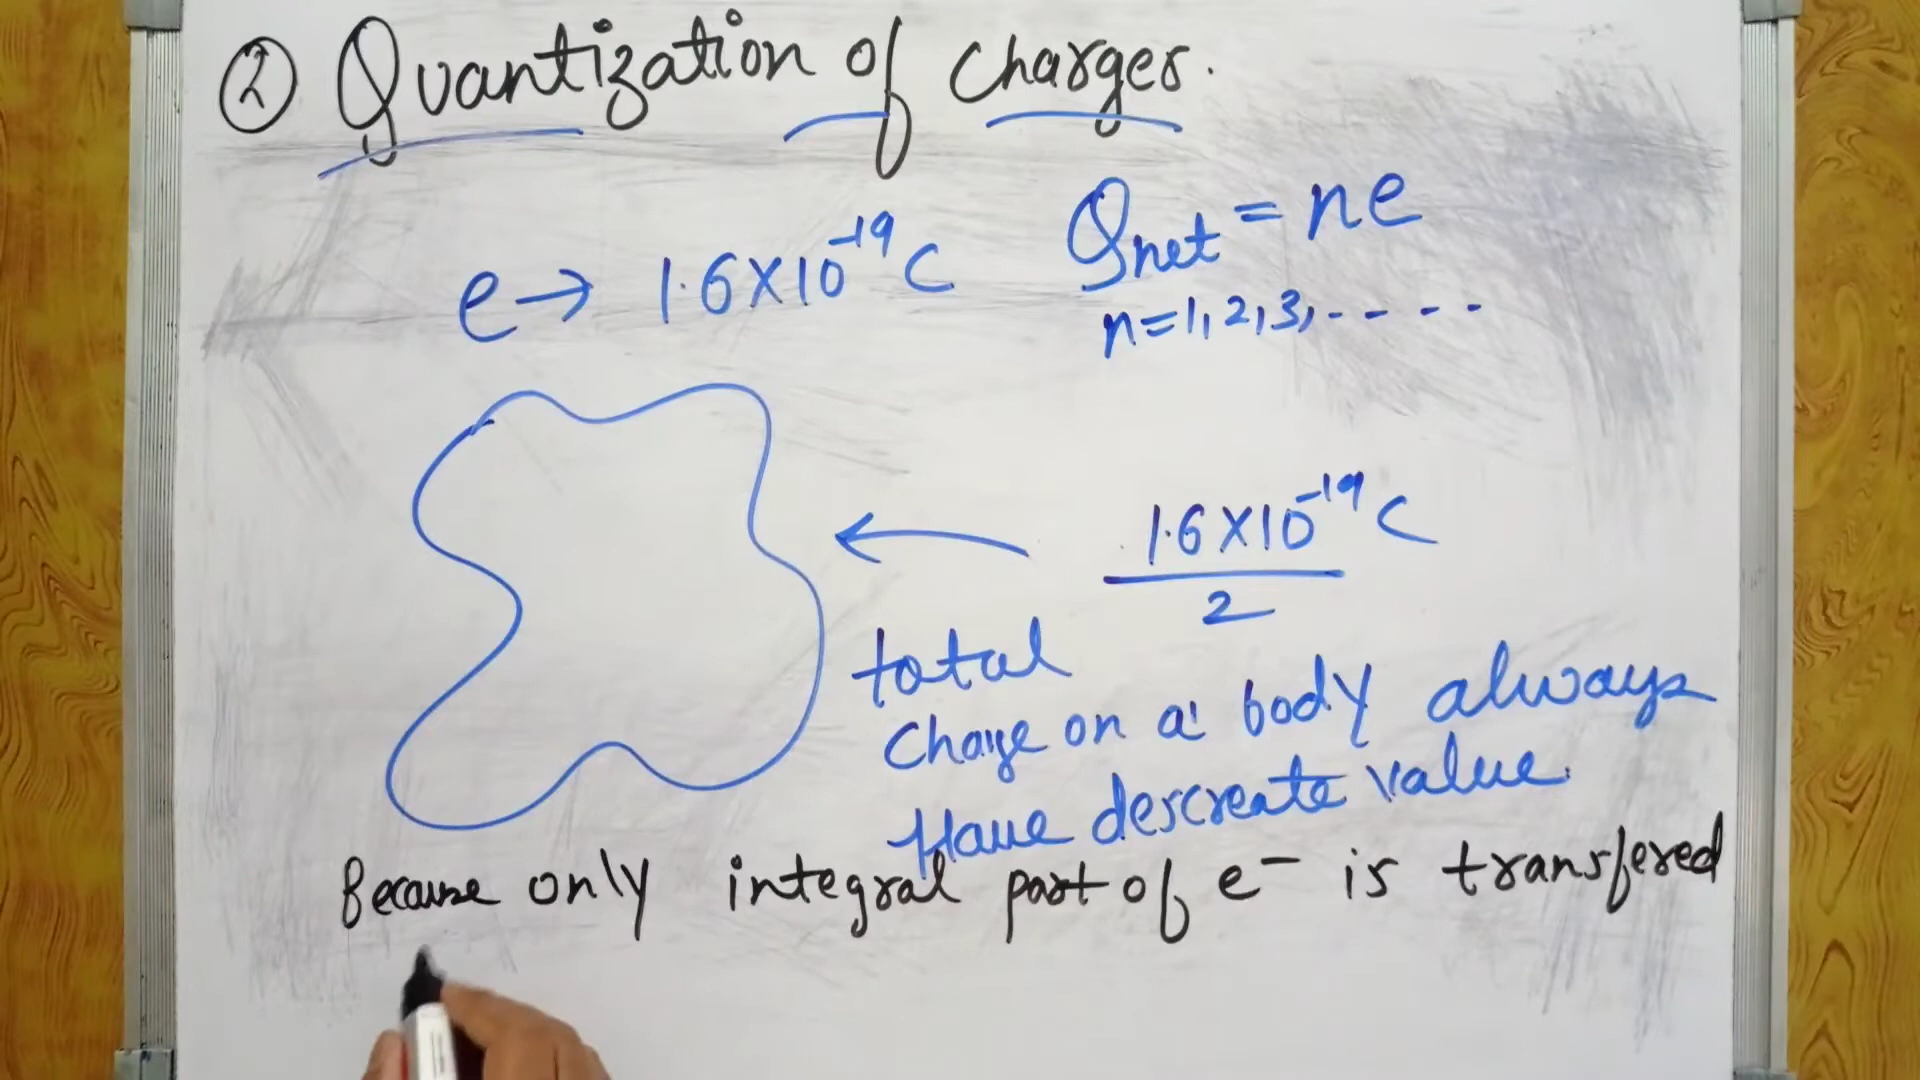 ② Quantization of Charges.
e → 1.6×10⁻¹⁹ C
Qnet = ne
n=1,2,3,- - - -
1.6×10⁻¹⁹ C
2
total
Charge on a body always
Have descreate value
Because only integral part of e⁻ is transfered